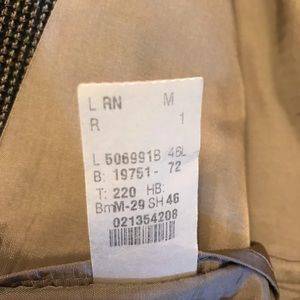 L RN M
R 1
L 506991B 46L
B: 19751- 72
T: 220 HB:
BmM-29 SH 46
021354208